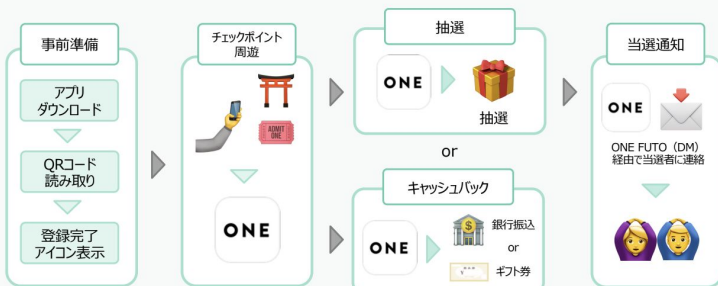 事前準備
アプリ
ダウンロード
QRコード
読み取り
登録完了
アイコン表示
チェックポイント
周遊
ADMIT
ONE
ONE
抽選
ONE
抽選
or
キャッシュバック
ONE
$
銀行振込
or
¥
ギフト券
当選通知
ONE
ONE FUTO（DM）
経由で当選者に連絡